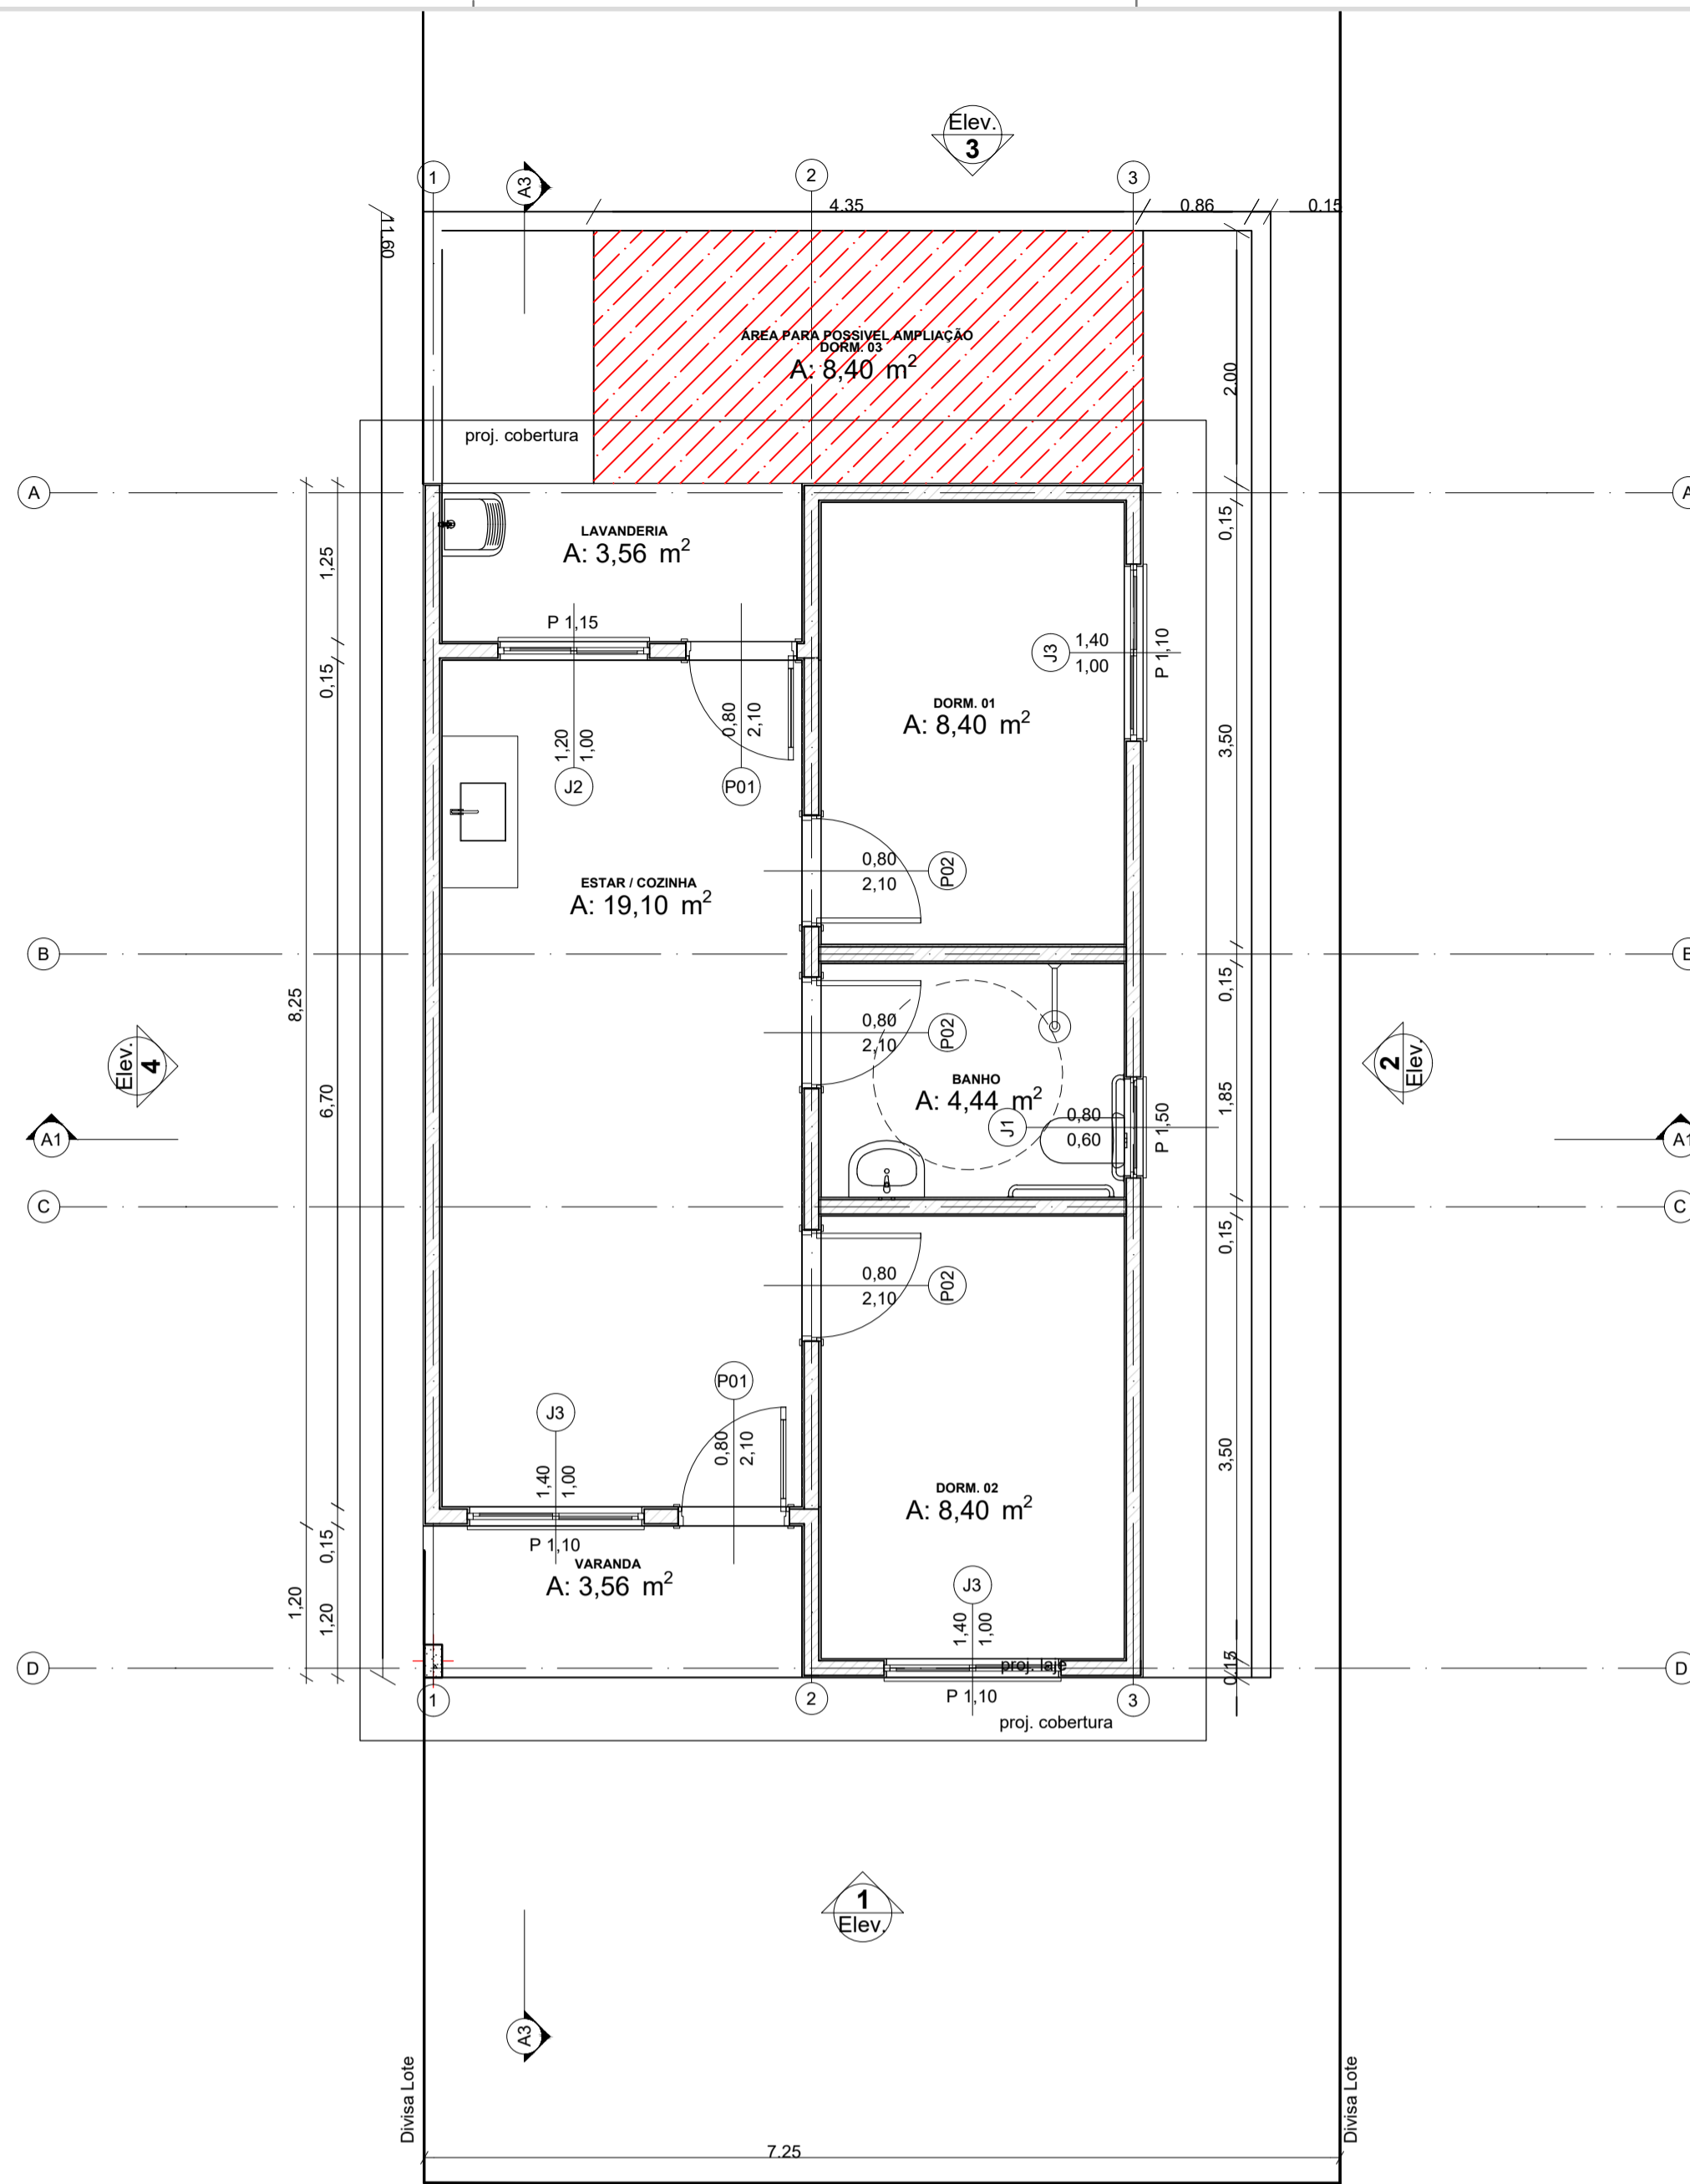 Elev.
3
1
A3
2
3
11.60
4.35
0.86
0.15
ÁREA PARA POSSIVEL AMPLIAÇÃO
DORM. 03
A: 8,40 m²
2.00
proj. cobertura
A
A
LAVANDERIA
A: 3,56 m²
1,25
0,15
P 1,15
J3
1,40
1,00
P 1,10
0,15
DORM. 01
A: 8,40 m²
1,20
1,00
0,80
2,10
3,50
J2
P01
0,80
2,10
P02
ESTAR / COZINHA
A: 19,10 m²
B
B
8,25
0,15
0,80
2,10
P02
Elev.
4
2
Elev.
BANHO
A: 4,44 m²
6,70
J1
0,80
0,60
P 1,50
1,85
A1
A1
C
C
0,15
0,80
2,10
P02
P01
J3
0,80
2,10
1,40
1,00
3,50
DORM. 02
A: 8,40 m²
P 1,10
0,15
VARANDA
A: 3,56 m²
J3
1,20
1,20
1,40
1,00
D
proj. laje
0,15
D
1
2
P 1,10
3
proj. cobertura
1
Elev.
A3
Divisa Lote
Divisa Lote
7.25